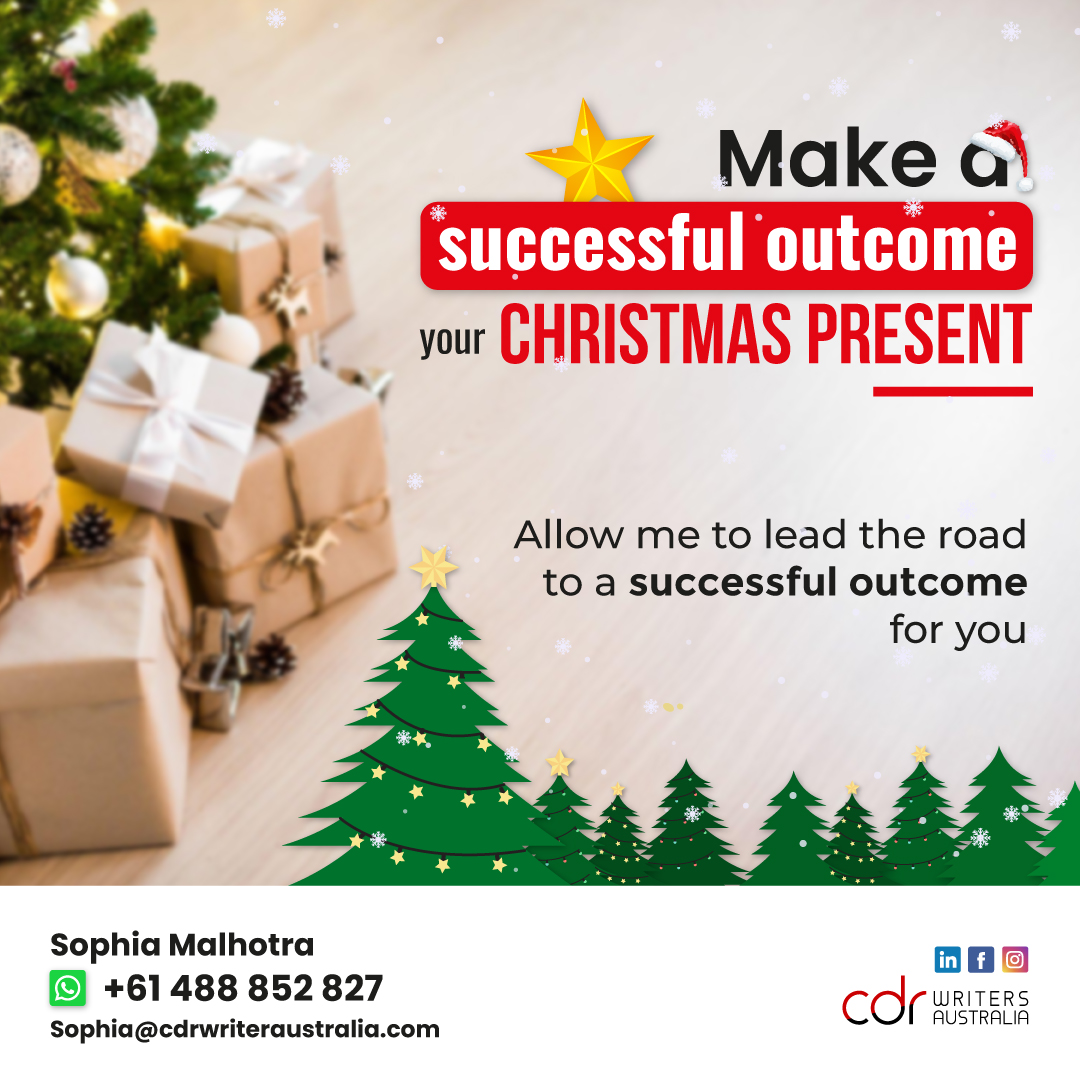 Make a
successful outcome
your CHRISTMAS PRESENT
Allow me to lead the road
to a successful outcome
for you
Sophia Malhotra
+61 488 852 827
Sophia@cdrwriteraustralia.com
in f
cdr WRITERS
AUSTRALIA